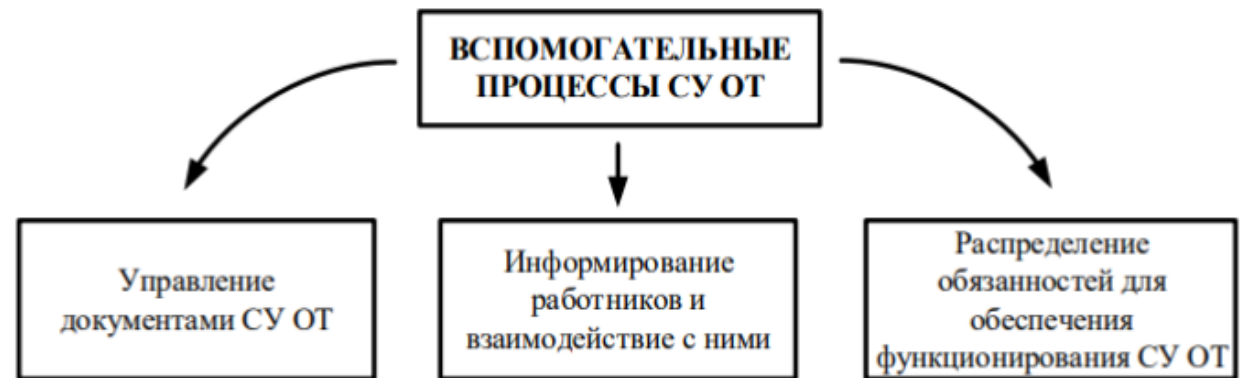 ВСПОМОГАТЕЛЬНЫЕ
ПРОЦЕССЫ СУ ОТ
Управление
документами СУ ОТ
Информирование
работников и
взаимодействие с ними
Распределение
обязанностей для
обеспечения
функционирования СУ ОТ